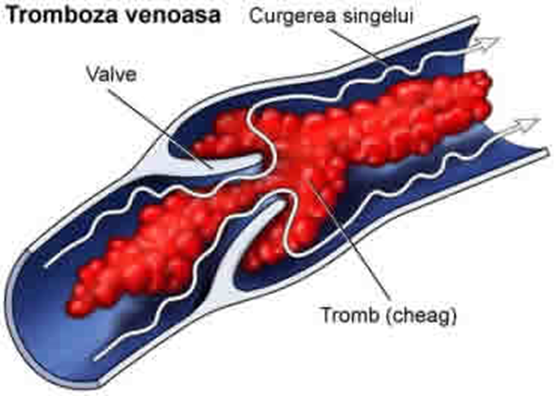 Tromboza venoasa
Curgerea singelui
Valve
Tromb (cheag)